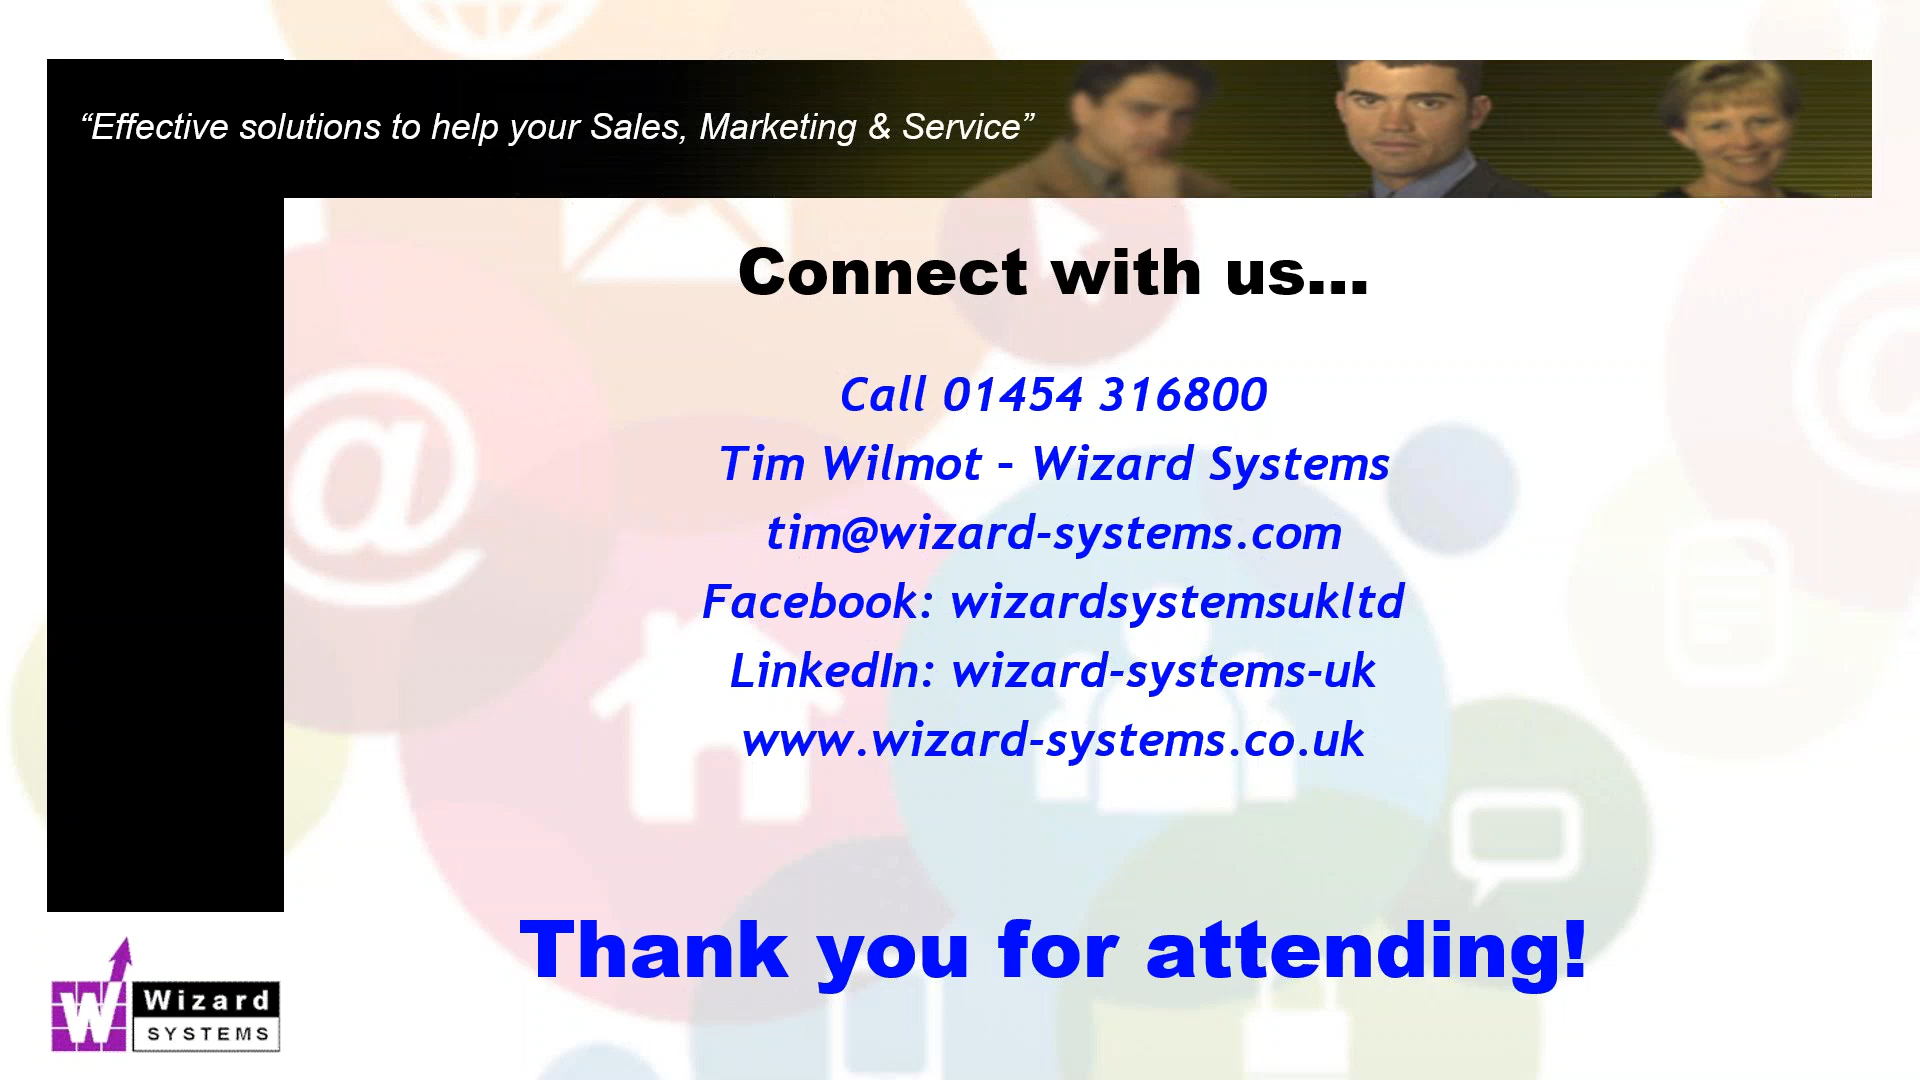 “Effective solutions to help your Sales, Marketing & Service”
Connect with us...
Call 01454 316800
Tim Wilmot – Wizard Systems
tim@wizard-systems.com
Facebook: wizardsystemsukltd
LinkedIn: wizard-systems-uk
www.wizard-systems.co.uk
Thank you for attending!
W Wizard
SYSTEMS